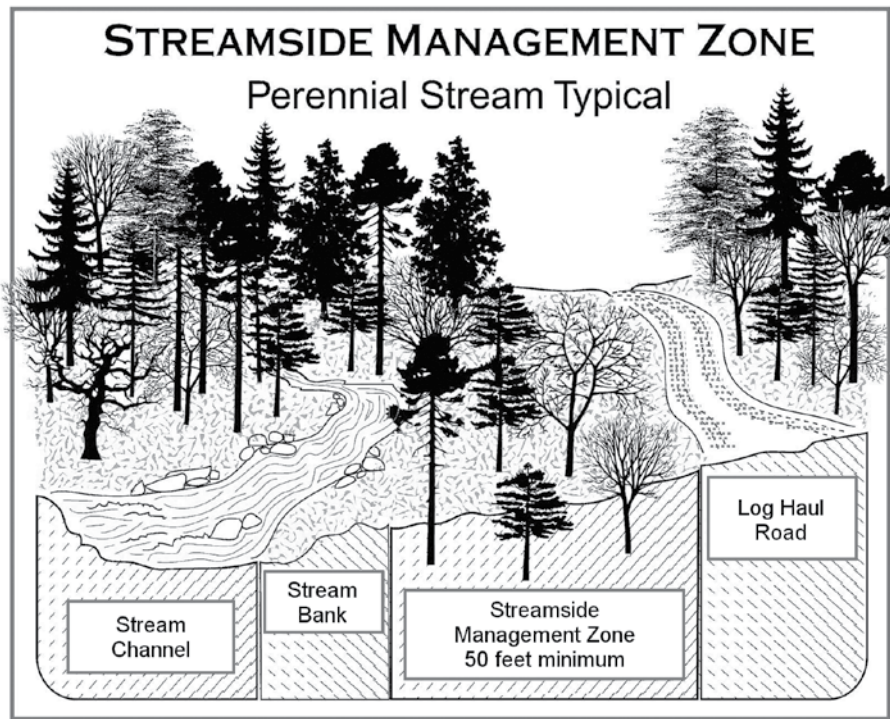 STREAMSIDE MANAGEMENT ZONE
Perennial Stream Typical
Log Haul
Road
Stream
Bank
Stream
Channel
Streamside
Management Zone
50 feet minimum